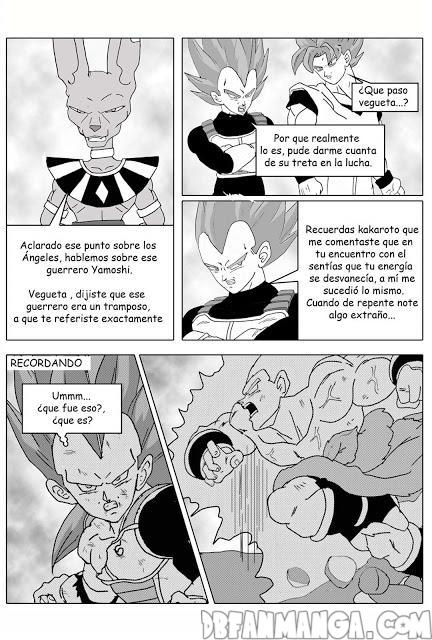 Aclarado ese punto sobre los
Ángeles, hablemos sobre ese
guerrero Yamoshi.
Vegueta , dijiste que ese
guerrero era un tramposo,
a que te referiste exactamente
¿Que paso
vegueta...?
Por que realmente
lo es, pude darme cuanta
de su treta en la lucha.
Recuerdas kakaroto que
me comentaste que en
tu encuentro con el
sentías que tu energía
se desvanecía, a mí me
sucedió lo mismo.
Cuando de repente note
algo extraño...
RECORDANDO
Ummm...
¿que fue eso?,
¿que es?
DBFANMANGA.COM